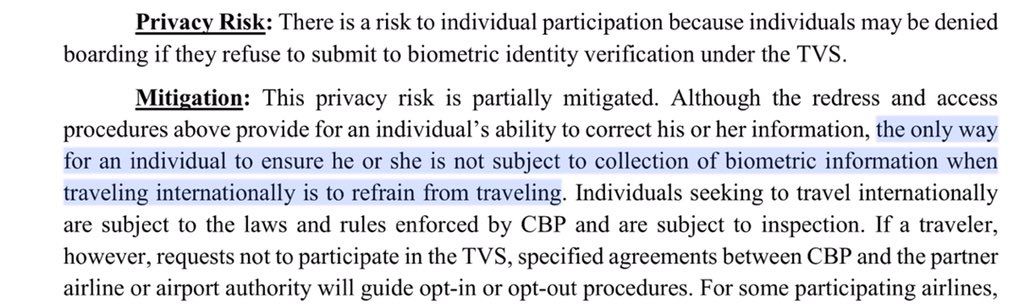 Privacy Risk: There is a risk to individual participation because individuals may be denied
boarding if they refuse to submit to biometric identity verification under the TVS.
Mitigation: This privacy risk is partially mitigated. Although the redress and access
procedures above provide for an individual’s ability to correct his or her information, the only way
for an individual to ensure he or she is not subject to collection of biometric information when
traveling internationally is to refrain from traveling. Individuals seeking to travel internationally
are subject to the laws and rules enforced by CBP and are subject to inspection. If a traveler,
however, requests not to participate in the TVS, specified agreements between CBP and the partner
airline or airport authority will guide opt-in or opt-out procedures. For some participating airlines,